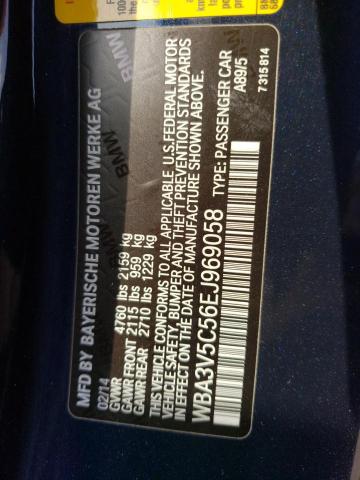 MFD BY BAYERISCHE MOTOREN WERKE AG
02/14
GVWR 4760 lbs 2159 kg
GAWR FRONT 2115 lbs 959 kg
GAWR REAR 2710 lbs 1229 kg
THIS VEHICLE CONFORMS TO ALL APPLICABLE U.S.FEDERAL MOTOR
VEHICLE SAFETY, BUMPER AND THEFT PREVENTION STANDARDS
IN EFFECT ON THE DATE OF MANUFACTURE SHOWN ABOVE.
WBA3V5C56EJ969058 TYPE: PASSENGER CAR
A89/5
7 315 814
BMW
BMW